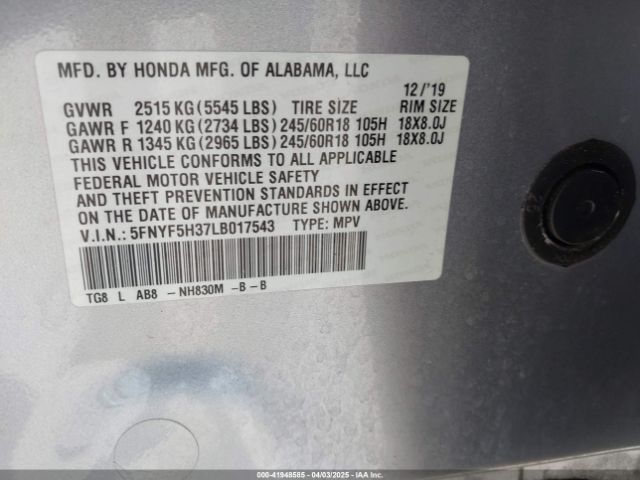 MFD. BY HONDA MFG. OF ALABAMA, LLC
12/'19
GVWR 2515 KG (5545 LBS) TIRE SIZE RIM SIZE
GAWR F 1240 KG (2734 LBS) 245/60R18 105H 18X8.0J
GAWR R 1345 KG (2965 LBS) 245/60R18 105H 18X8.0J
THIS VEHICLE CONFORMS TO ALL APPLICABLE
FEDERAL MOTOR VEHICLE SAFETY
AND THEFT PREVENTION STANDARDS IN EFFECT
ON THE DATE OF MANUFACTURE SHOWN ABOVE.
V.I.N.: 5FNYF5H37LB017543 TYPE: MPV
TG8 L AB8 -NH830M -B-B
000-41948585 - 04/03/2025 - IAA Inc.